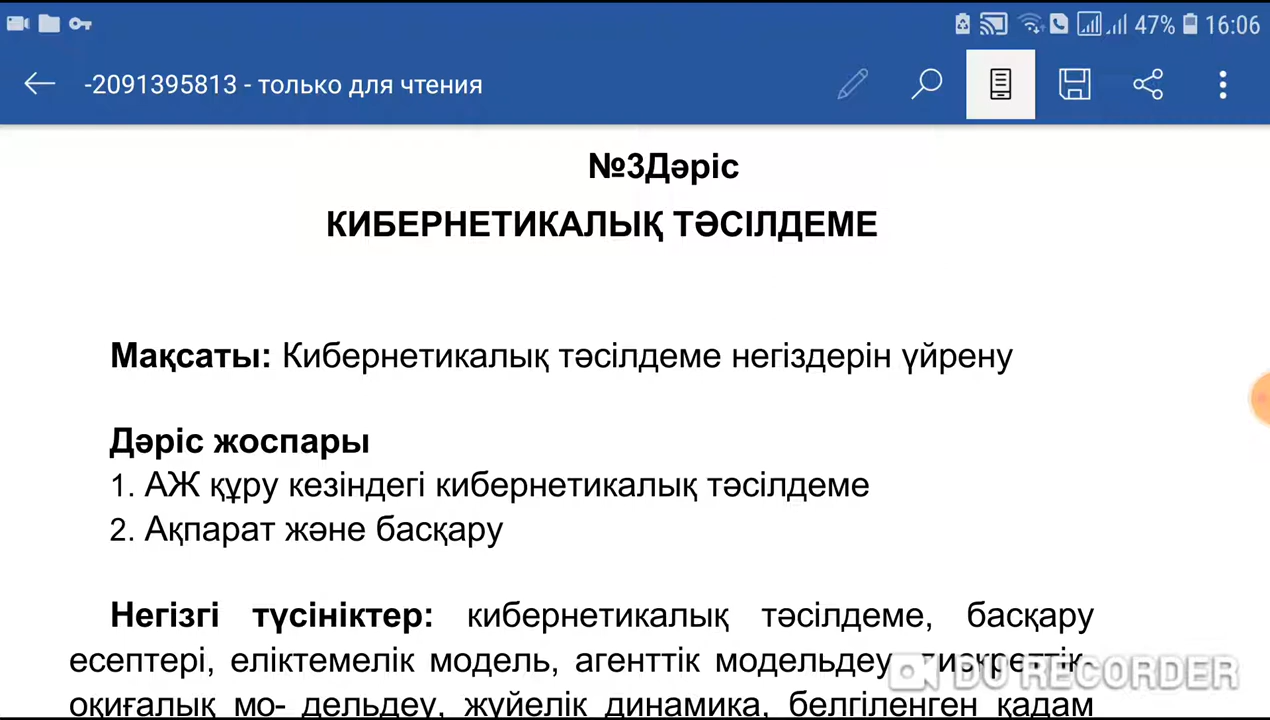 47% 16:06
-2091395813 - только для чтения
№3Дәріс
КИБЕРНЕТИКАЛЫҚ ТӘСІЛДЕМЕ
Мақсаты: Кибернетикалық тәсілдеме негіздерін үйрену
Дәріс жоспары
1. АЖ құру кезіндегі кибернетикалық тәсілдеме
2. Ақпарат және басқару
Негізгі түсініктер: кибернетикалық тәсілдеме, басқару
есептері, еліктемелік модель, агенттік модельдеу, дискреттік-
оқиғалық мо- дельдеу, жүйелік динамика, белгіленген қадам
DU RECORDER